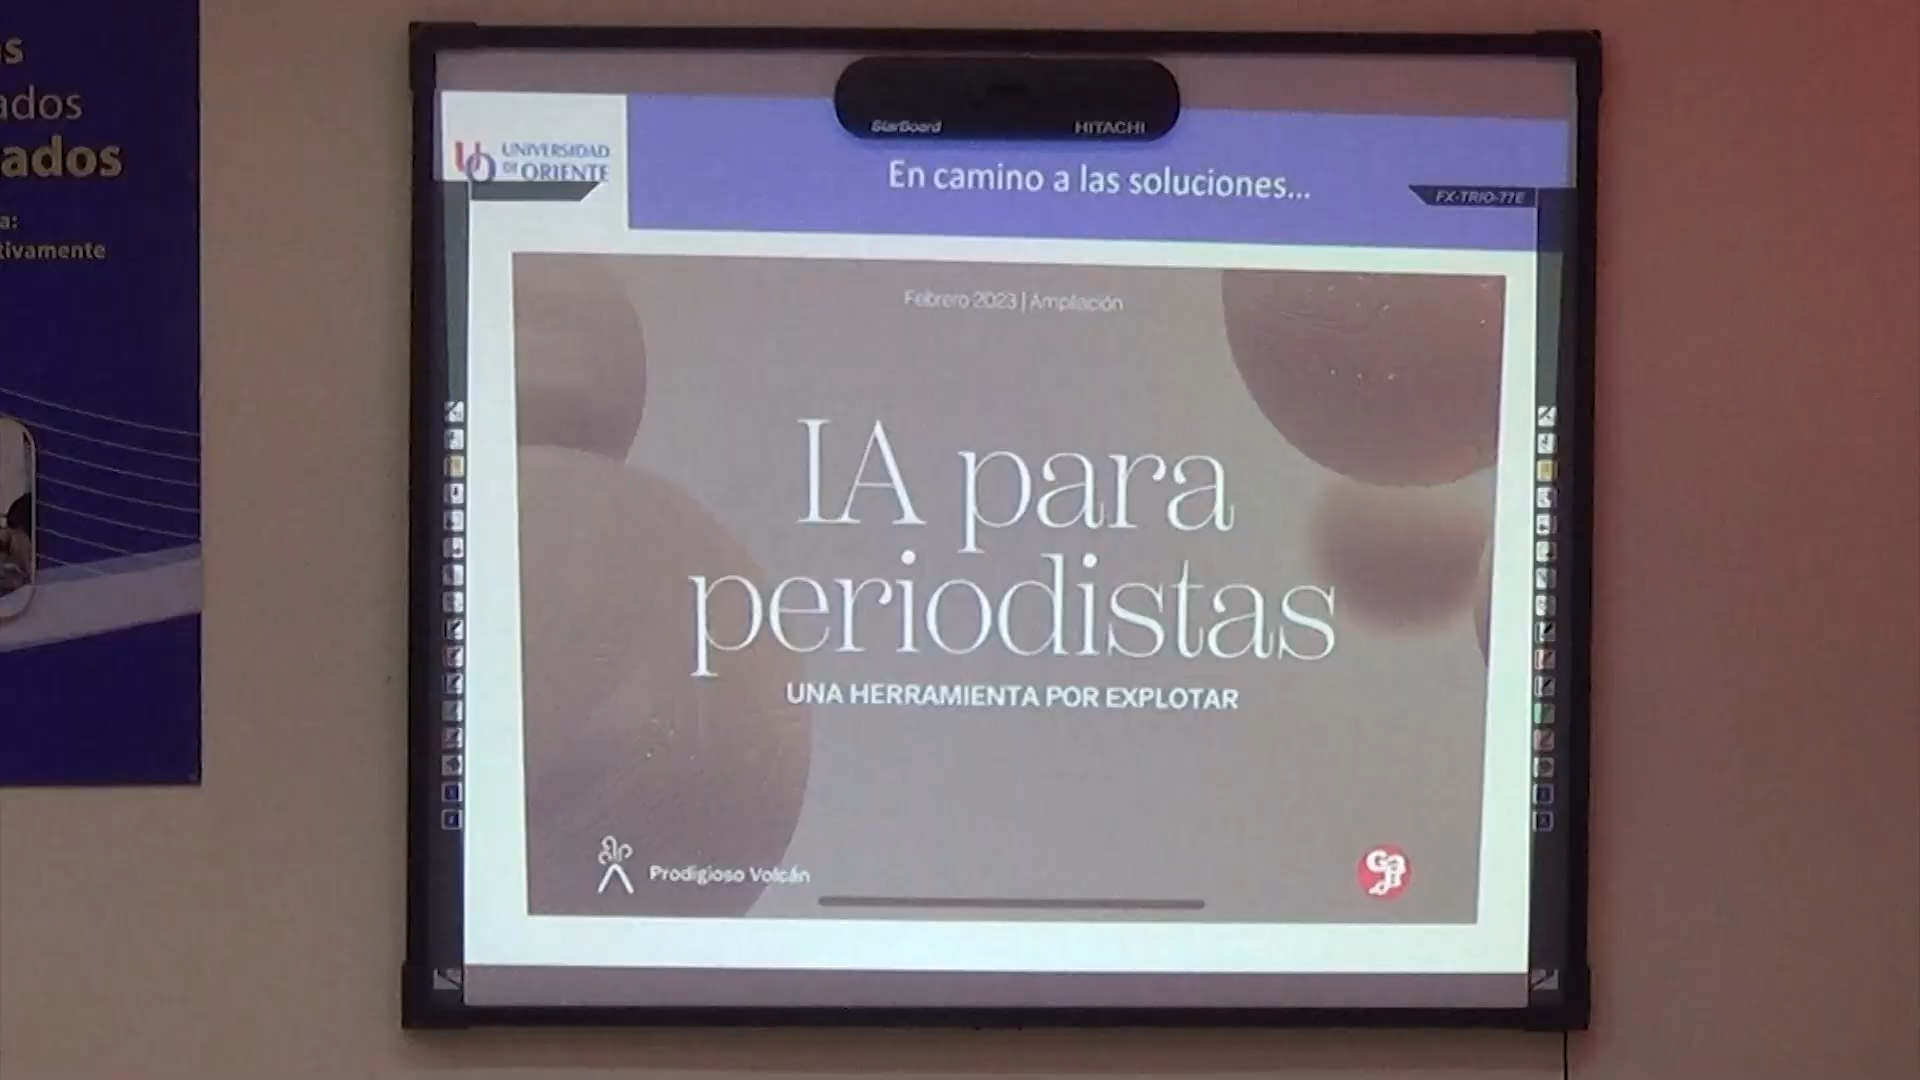 s
ados
ados
a:
tivamente
StarBoard
HITACHI
UNIVERSIDAD
DE ORIENTE
En camino a las soluciones...
FX-TRIO-77E
Febrero 2023 | Ampliación
IA para
periodistas
UNA HERRAMIENTA POR EXPLOTAR
Prodigioso Volcán